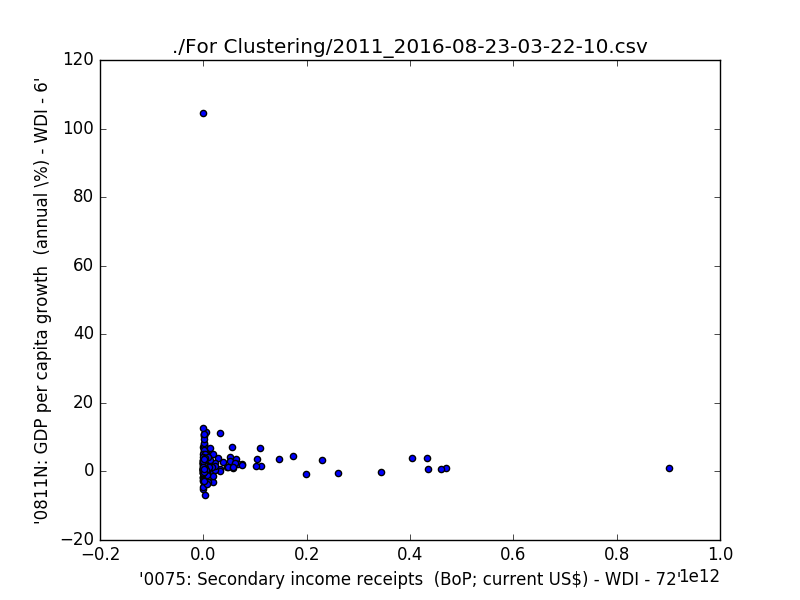 ./For Clustering/2011_2016-08-23-03-22-10.csv
120
100
80
60
40
20
0
−20
'0811N: GDP per capita growth  (annual \%) - WDI - 6'
−0.2 0.0 0.2 0.4 0.6 0.8 1.0
1e12
'0075: Secondary income receipts  (BoP; current US$) - WDI - 72'